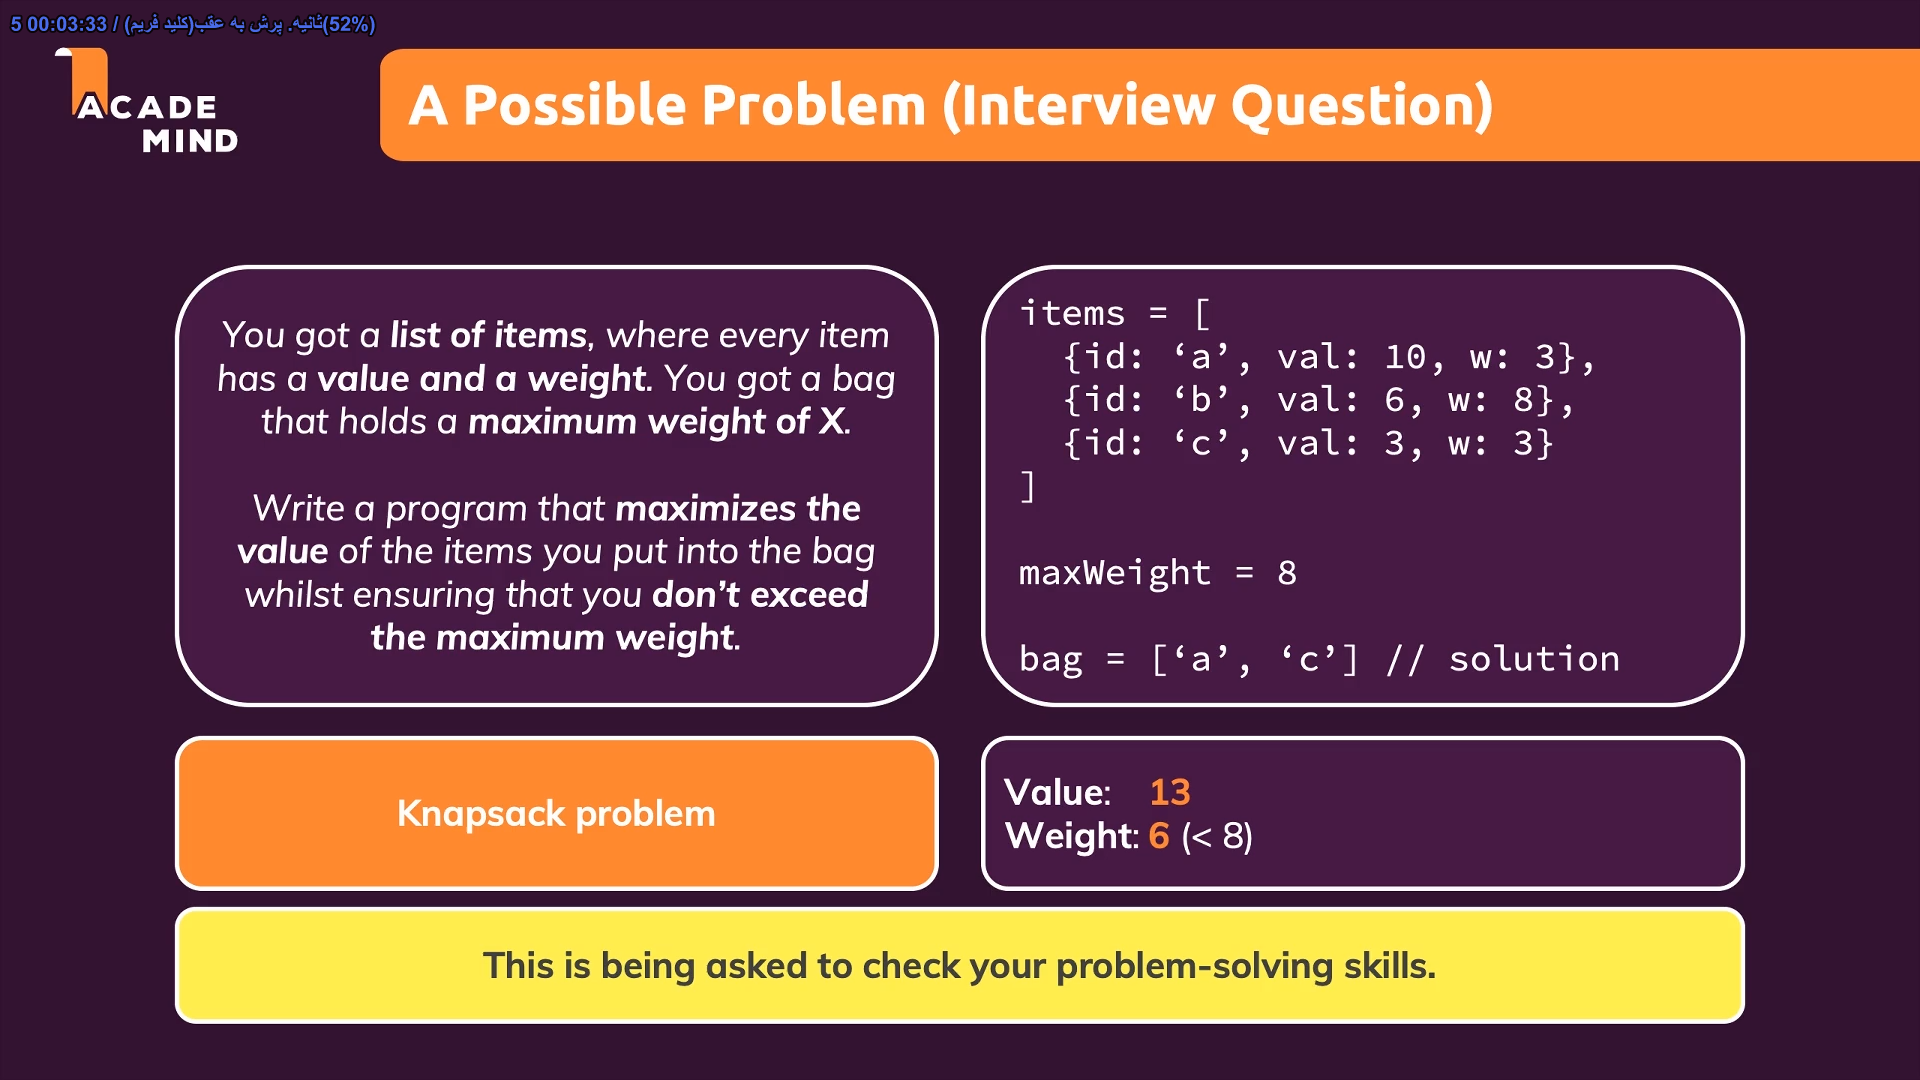 5 00:03:33 / (52%)ثانیه. پرش به عقب(کلید فریم)
ACADE
MIND
A Possible Problem (Interview Question)
You got a list of items, where every item
has a value and a weight. You got a bag
that holds a maximum weight of X.
Write a program that maximizes the
value of the items you put into the bag
whilst ensuring that you don’t exceed
the maximum weight.
items = [
{id: ‘a’, val: 10, w: 3},
{id: ‘b’, val: 6, w: 8},
{id: ‘c’, val: 3, w: 3}
]
maxWeight = 8
bag = [‘a’, ‘c’] // solution
Knapsack problem
Value: 13
Weight: 6 (< 8)
This is being asked to check your problem-solving skills.